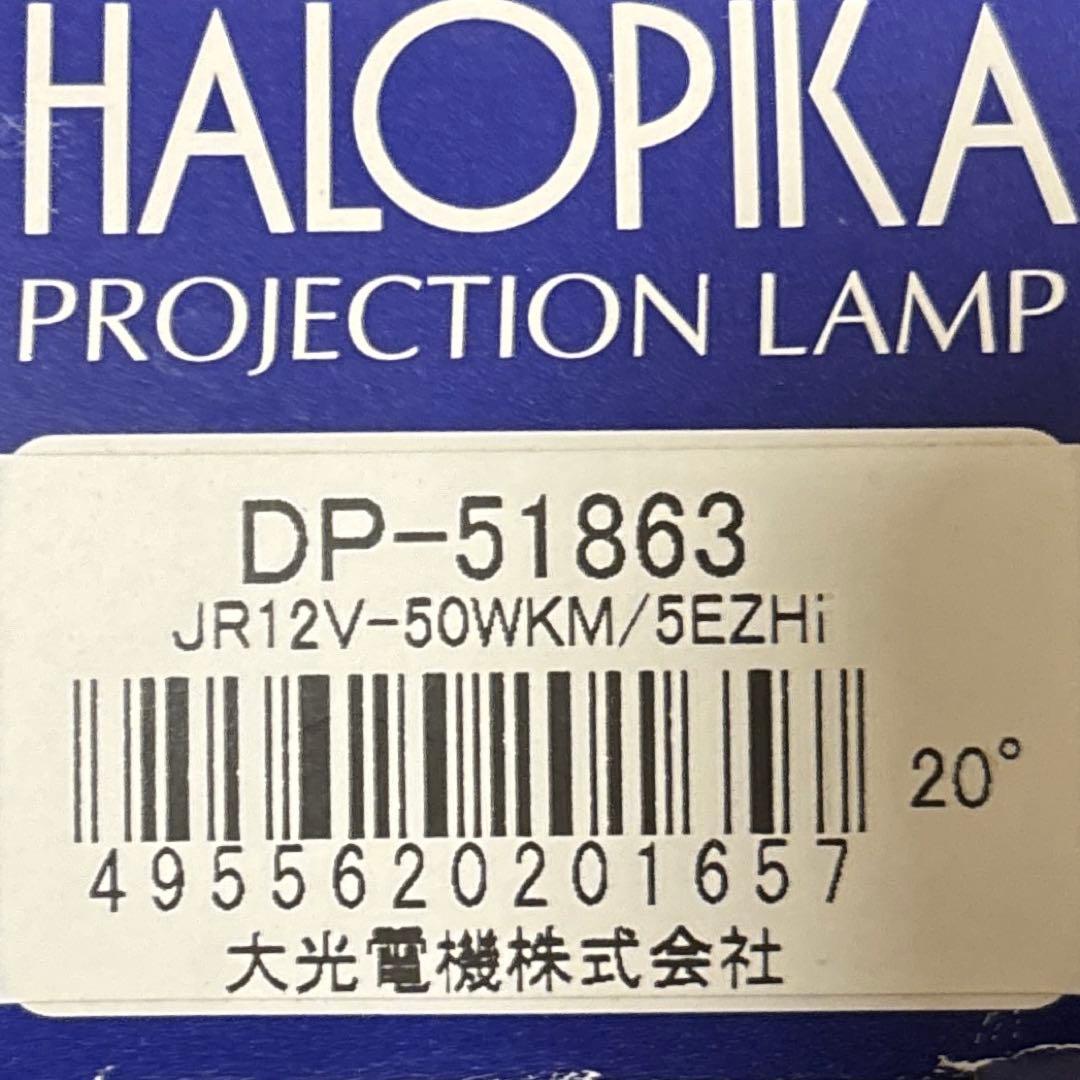 HALOPIKA
PROJECTION LAMP
DP-51863
JR12V-50WKM/5EZHi
20°
4955620201657
大光電機株式会社